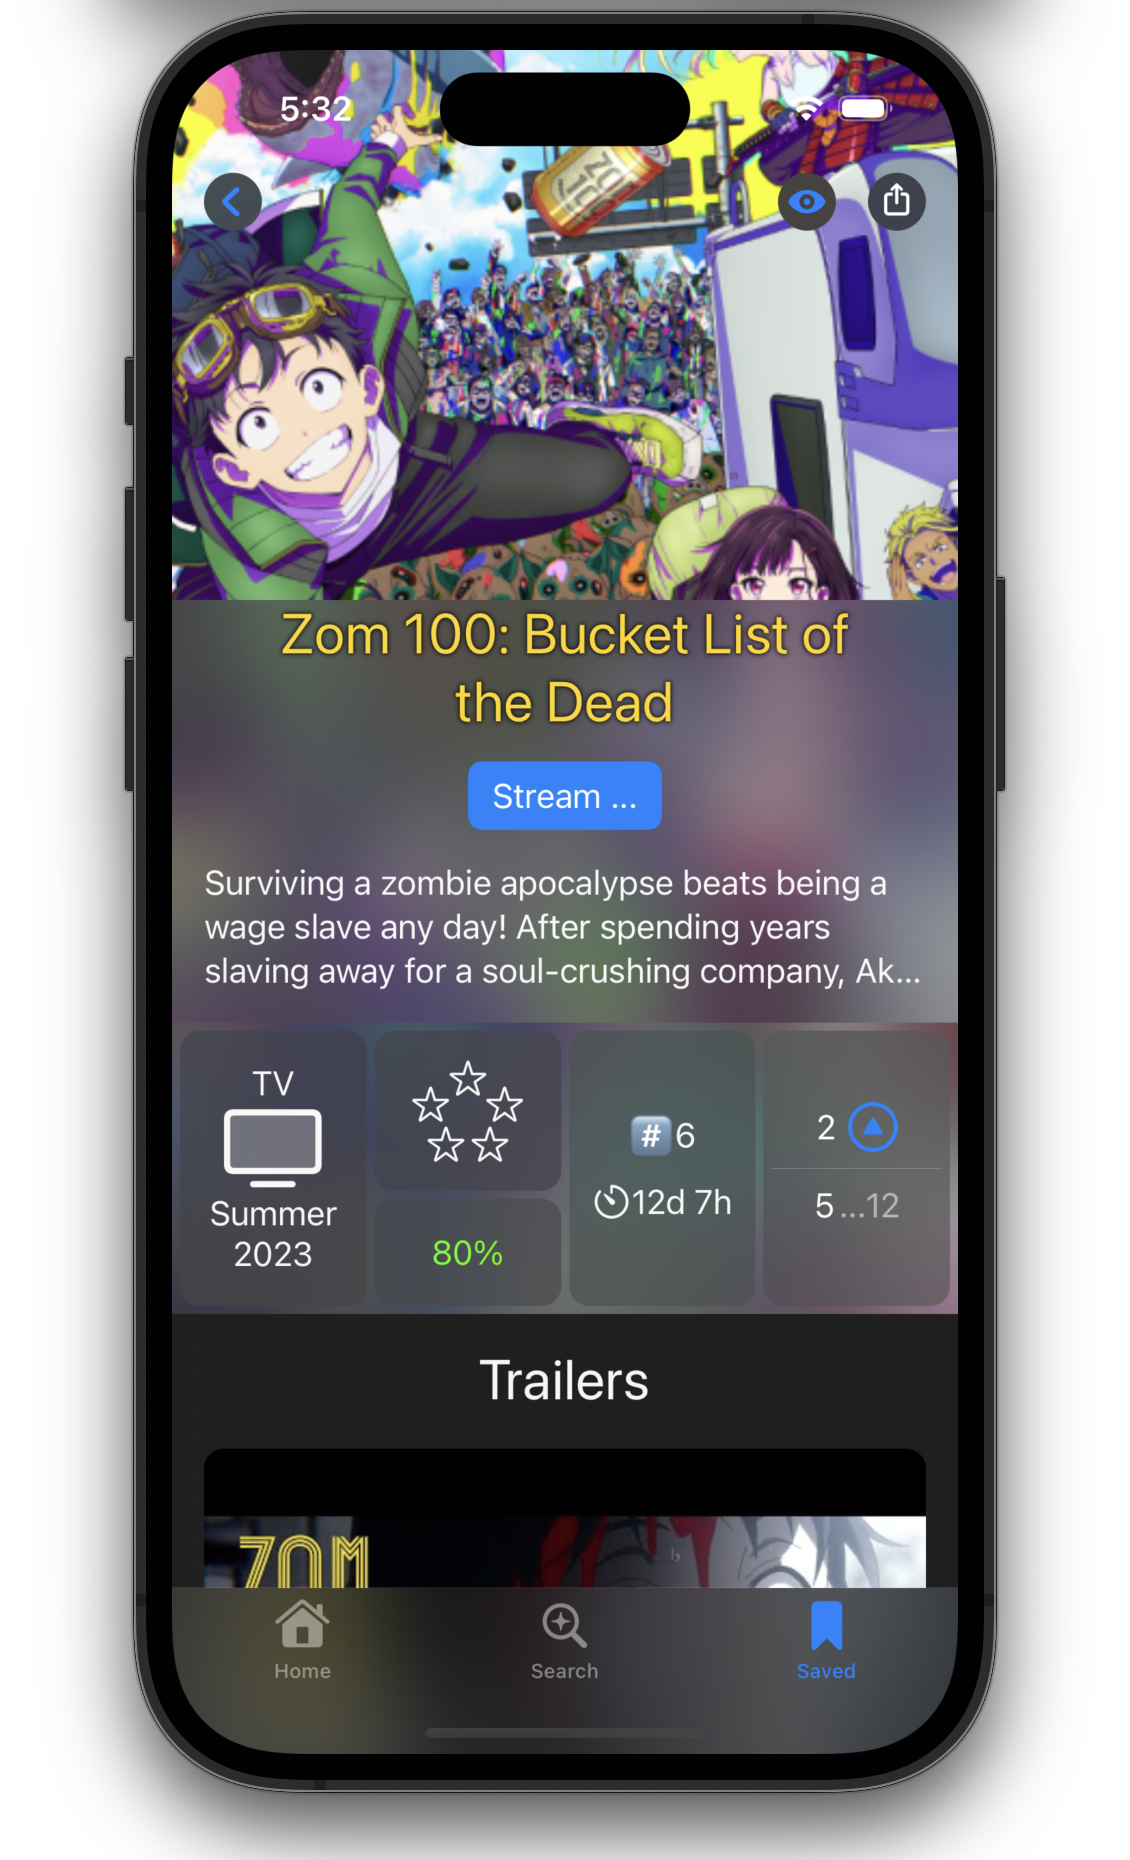 5:32
ZOM
100
Zom 100: Bucket List of
the Dead
Stream ...
Surviving a zombie apocalypse beats being a
wage slave any day! After spending years
slaving away for a soul-crushing company, Ak...
TV
Summer
2023
80%
# 6
12d 7h
2
5 ...12
Trailers
ZOM
Home
Search
Saved